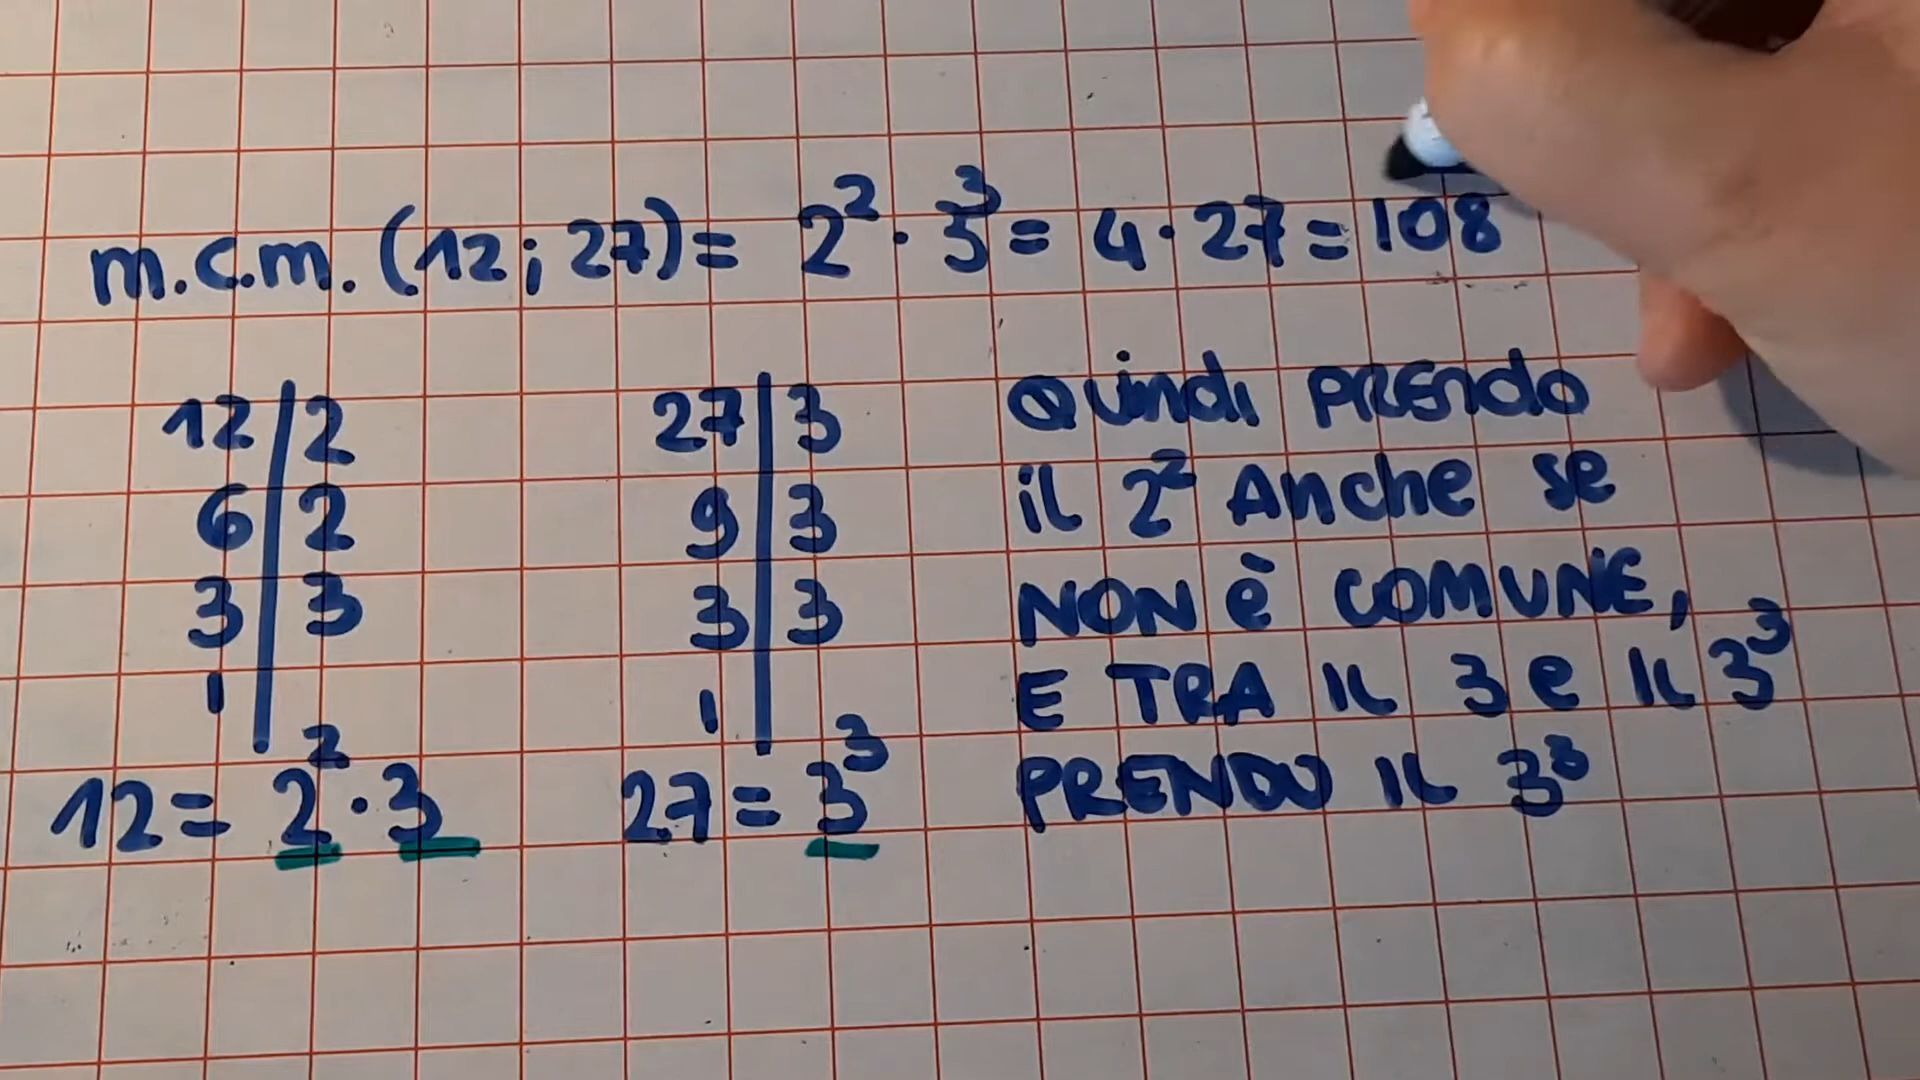 m.c.m. (12; 27) = 2² · 3³ = 4 · 27 = 108
12 | 2
6 | 2
3 | 3
1 |
12 = 2² · 3
27 | 3
9 | 3
3 | 3
1 |
27 = 3³
Quindi PRENdo
il 2² Anche se
NON è COMUNE,
E TRA IL 3 e IL 3³
PRENDO IL 3³